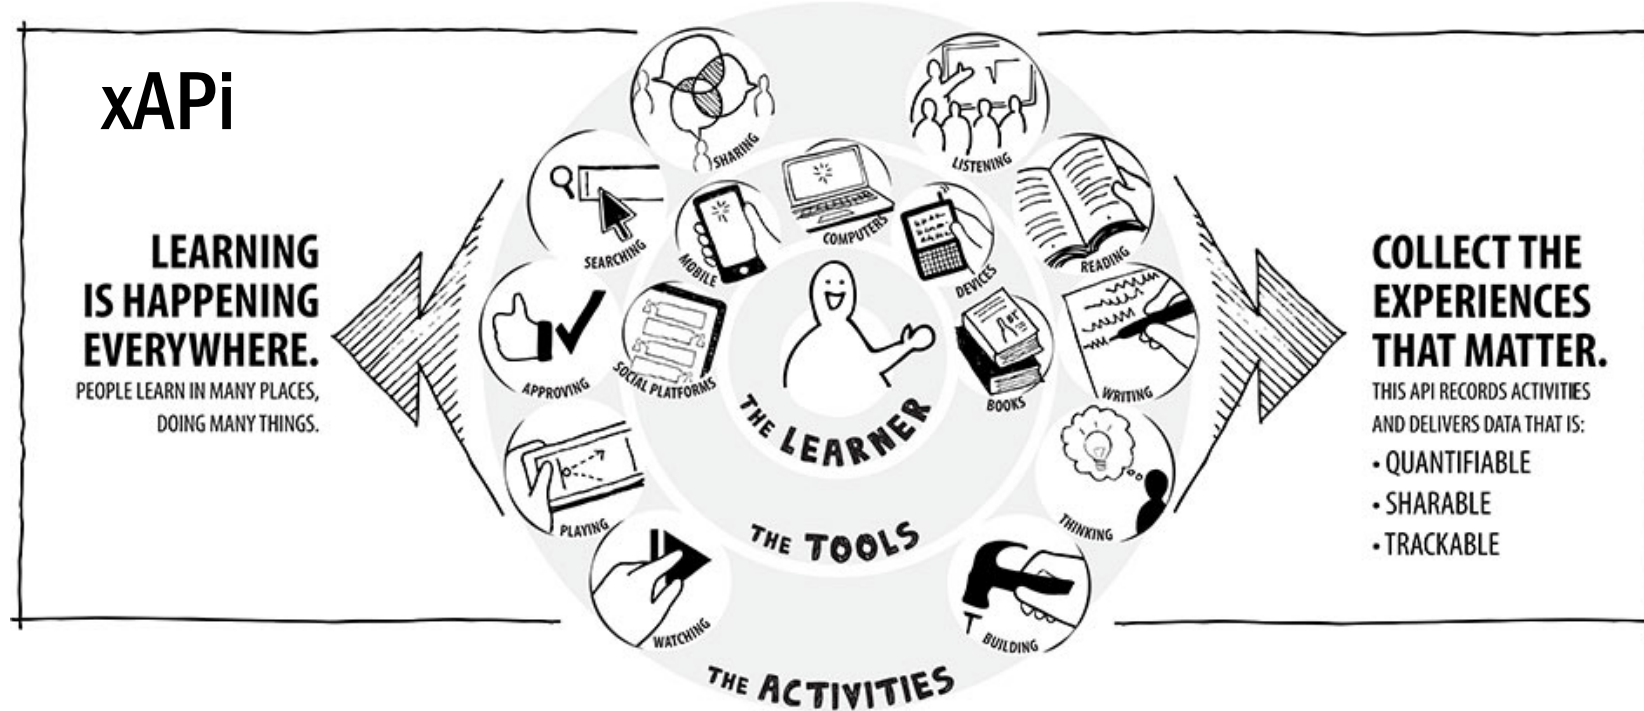 xAPi
LEARNING
IS HAPPENING
EVERYWHERE.
PEOPLE LEARN IN MANY PLACES,
DOING MANY THINGS.
SHARING
LISTENING
SEARCHING
MOBILE
COMPUTERS
DEVICES
READING
APPROVING
SOCIAL PLATFORMS
BOOKS
WRITING
THE LEARNER
PLAYING
THINKING
THE TOOLS
WATCHING
BUILDING
THE ACTIVITIES
COLLECT THE
EXPERIENCES
THAT MATTER.
THIS API RECORDS ACTIVITIES
AND DELIVERS DATA THAT IS:
• QUANTIFIABLE
• SHARABLE
• TRACKABLE